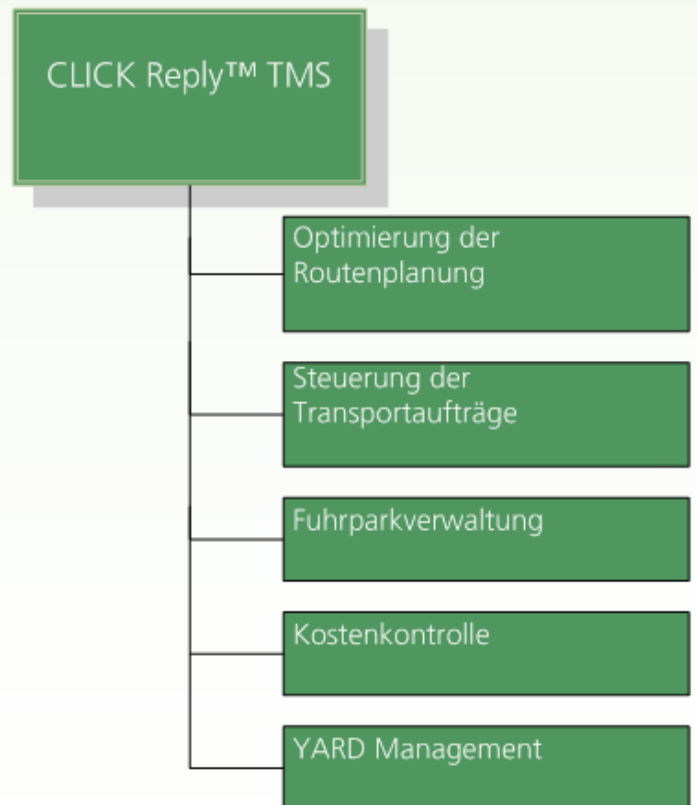 CLICK Reply™ TMS
Optimierung der
Routenplanung
Steuerung der
Transportaufträge
Fuhrparkverwaltung
Kostenkontrolle
YARD Management